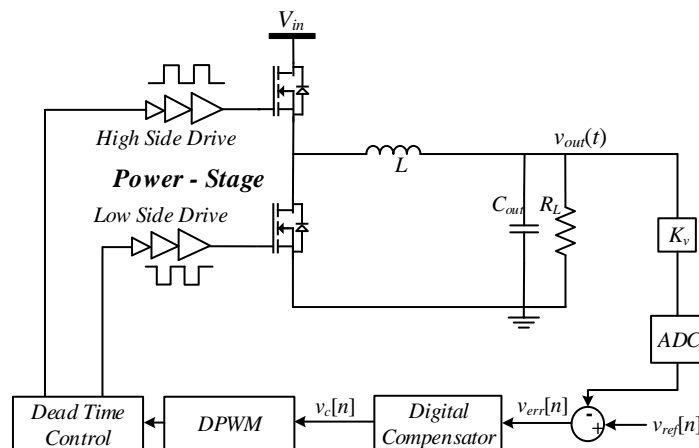 V_in
High Side Drive
Power - Stage
Low Side Drive
L
v_out(t)
C_out
R_L
K_v
ADC
Dead Time
Control
DPWM
v_c[n]
Digital
Compensator
v_err[n]
-
+
v_ref[n]